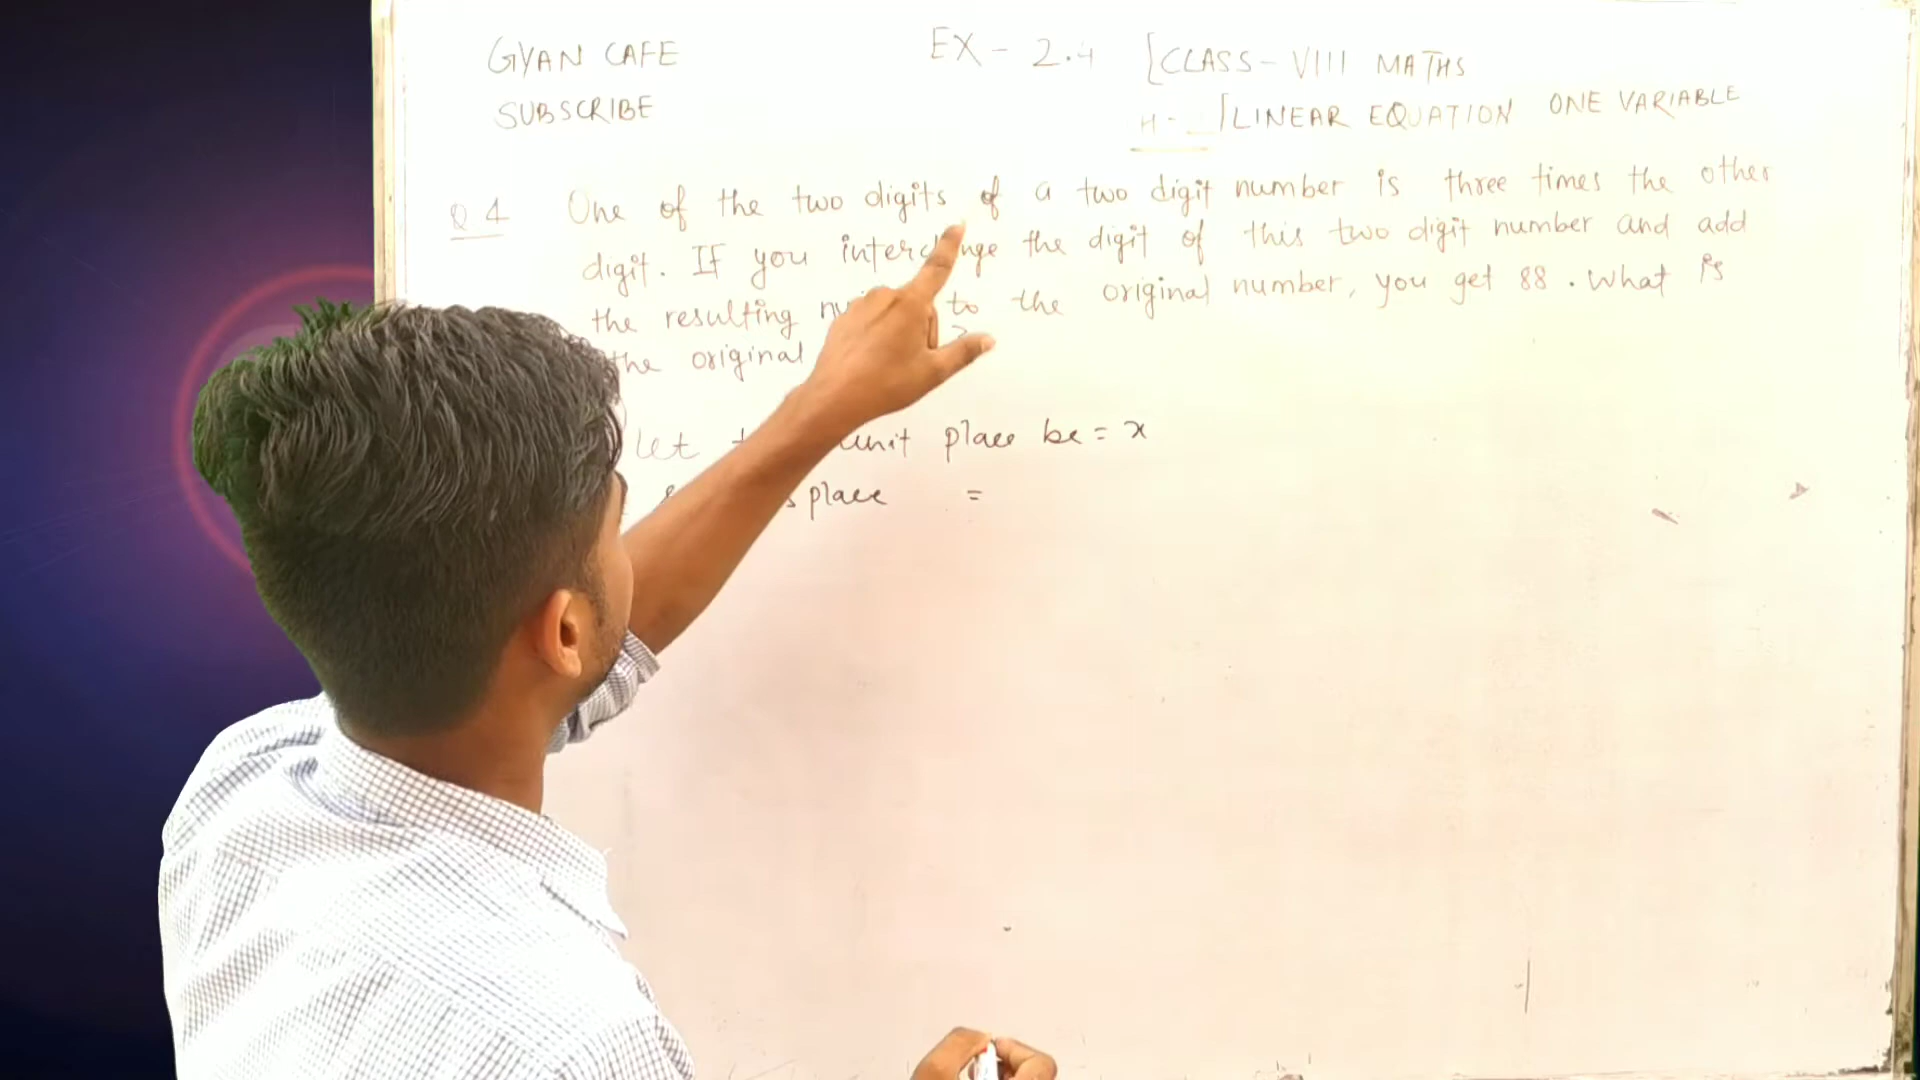 GYAN CAFE
SUBSCRIBE
EX - 2.4 [CLASS - VIII MATHS
[LINEAR EQUATION ONE VARIABLE
Q 4 One of the two digits of a two digit number is three times the other
digit. If you interchange the digit of this two digit number and add
the resulting to the original number, you get 88. What is
the original ?
Let unit place be = x
place =